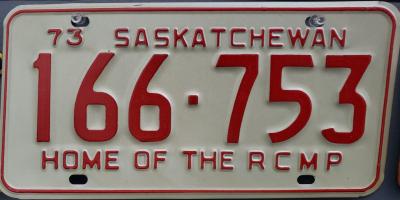 73 SASKATCHEWAN
166·753
HOME OF THE RCMP